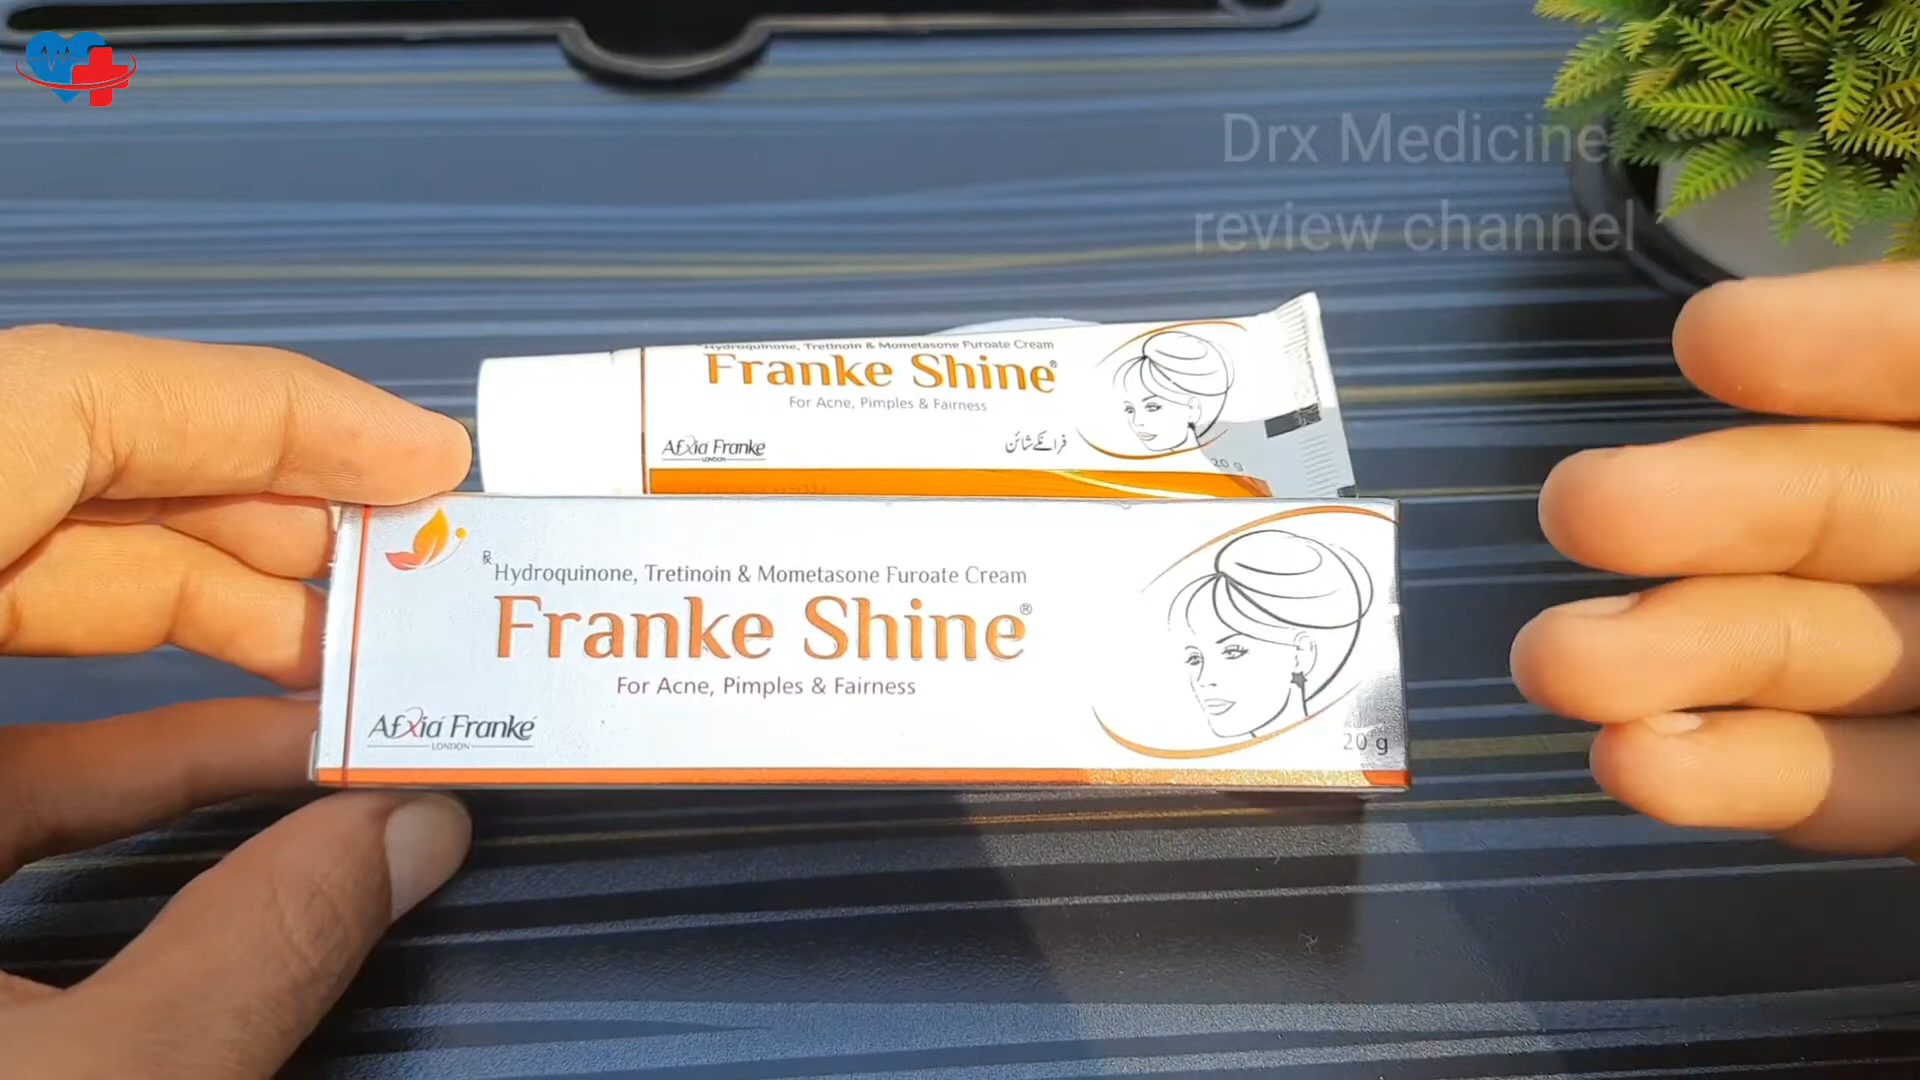 Drx Medicine
review channel
Hydroquinone, Tretinoin & Mometasone Furoate Cream
Franke Shine®
For Acne, Pimples & Fairness
Afxia Franke
LONDON
فرانکے شائن
20 g
℞ Hydroquinone, Tretinoin & Mometasone Furoate Cream
Franke Shine®
For Acne, Pimples & Fairness
Afxia Franke
LONDON
20 g